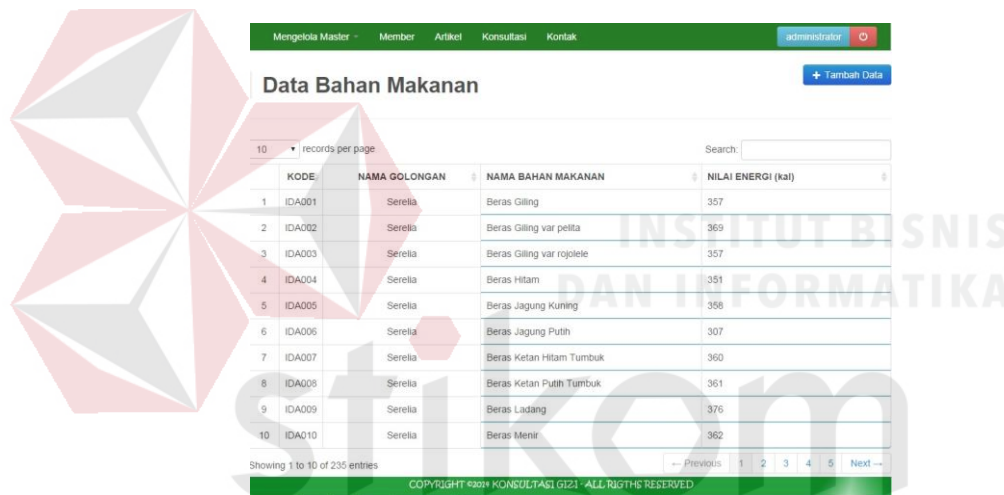 Mengelola Master Member Artikel Konsultasi Kontak administrator
Data Bahan Makanan
+ Tambah Data
10 records per page Search:
KODE NAMA GOLONGAN NAMA BAHAN MAKANAN NILAI ENERGI (kal)
1 IDA001 Serelia Beras Giling 357
2 IDA002 Serelia Beras Giling var pelita 369
3 IDA003 Serelia Beras Giling var rojolele 357
4 IDA004 Serelia Beras Hitam 351
5 IDA005 Serelia Beras Jagung Kuning 358
6 IDA006 Serelia Beras Jagung Putih 307
7 IDA007 Serelia Beras Ketan Hitam Tumbuk 360
8 IDA008 Serelia Beras Ketan Putih Tumbuk 361
9 IDA009 Serelia Beras Ladang 376
10 IDA010 Serelia Beras Menir 362
Showing 1 to 10 of 235 entries ← Previous 1 2 3 4 5 Next →
COPYRIGHT ©2014 KONSULTASI GIZI - ALL RIGTHS RESERVED
INSTITUT BISNIS
DAN INFORMATIKA
stikom